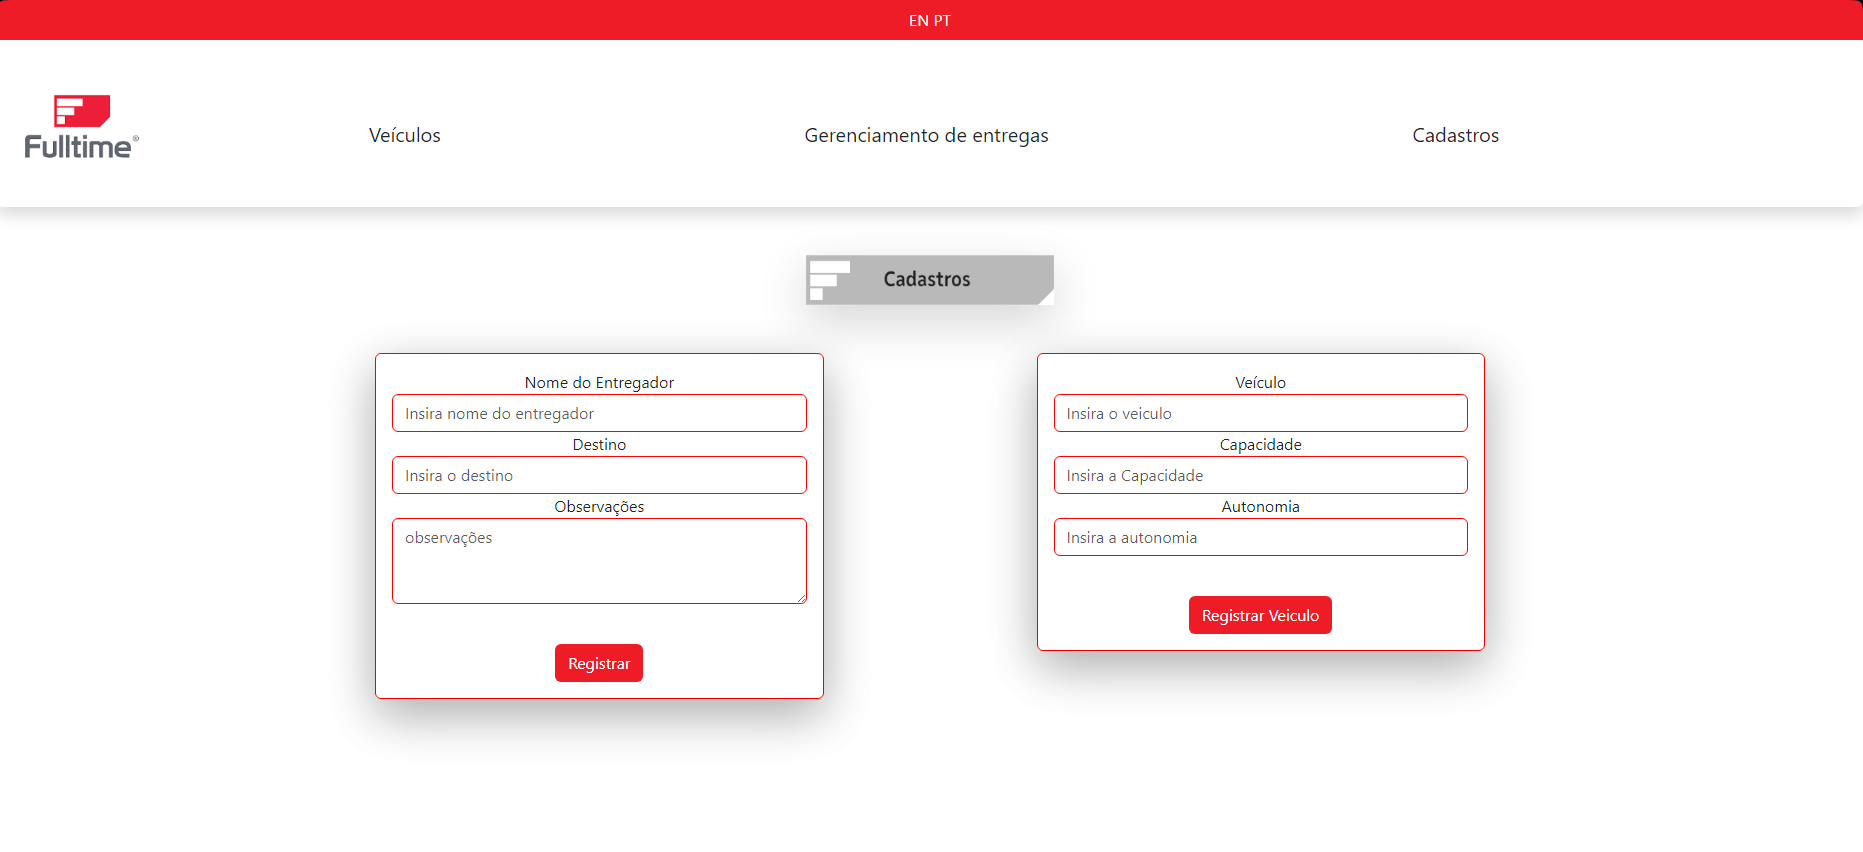 EN PT
Fulltime®
Veículos
Gerenciamento de entregas
Cadastros
Cadastros
Nome do Entregador
Insira nome do entregador
Destino
Insira o destino
Observações
observações
Registrar
Veículo
Insira o veiculo
Capacidade
Insira a Capacidade
Autonomia
Insira a autonomia
Registrar Veiculo